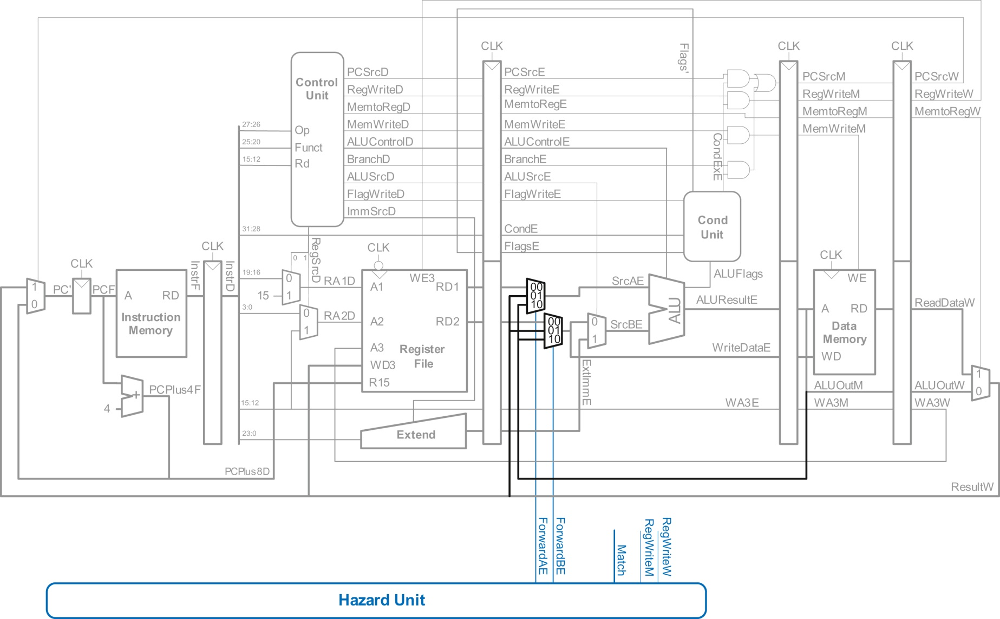 CLK
CLK
CLK
Flags'
Control
Unit
PCSrcD
RegWriteD
MemtoRegD
MemWriteD
ALUControlD
BranchD
ALUSrcD
FlagWriteD
ImmSrcD
PCSrcE
RegWriteE
MemtoRegE
MemWriteE
ALUControlE
BranchE
ALUSrcE
FlagWriteE
CondE
FlagsE
PCSrcM
RegWriteM
MemtoRegM
MemWriteM
PCSrcW
RegWriteW
MemtoRegW
27:26
Op
25:20
Funct
15:12
Rd
CondExE
Cond
Unit
31:28
CLK
CLK
CLK
CLK
RegSrcD
0 1
InstrF
InstrD
19:16
0
1
15
RA1D
3:0
0
1
RA2D
1
0
PC'
PCF
A
RD
Instruction
Memory
A1
WE3
RD1
A2
RD2
A3
WD3
R15
Register
File
00
01
10
00
01
10
0
1
SrcAE
SrcBE
ALU
ALUFlags
ALUResultE
WriteDataE
ExtImmE
WE
A
RD
Data
Memory
WD
ReadDataW
1
0
ALUOutM
ALUOutW
WA3E
WA3M
WA3W
PCPlus4F
+
4
15:12
23:0
Extend
PCPlus8D
ResultW
ForwardAE
ForwardBE
Match
RegWriteM
RegWriteW
Hazard Unit